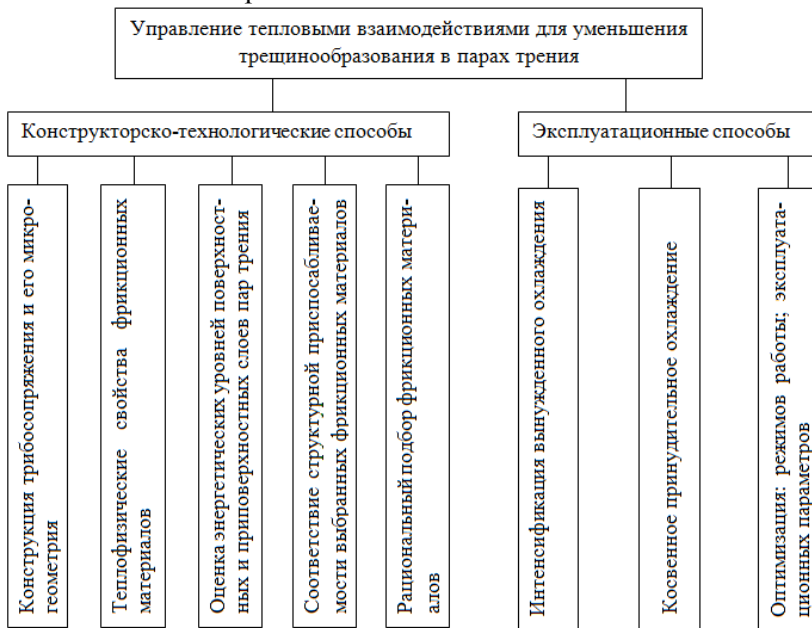 Управление тепловыми взаимодействиями для уменьшения
трещинообразования в парах трения
Конструкторско-технологические способы
Эксплуатационные способы
Конструкция трибосопряжения и его микро-
геометрия
Теплофизические свойства фрикционных
материалов
Оценка энергетических уровней поверхност-
ных и приповерхностных слоев пар трения
Соответствие структурной приспосабливае-
мости выбранных фрикционных материалов
Рациональный подбор фрикционных матери-
алов
Интенсификация вынужденного охлаждения
Косвенное принудительное охлаждение
Оптимизация: режимов работы; эксплуата-
ционных параметров